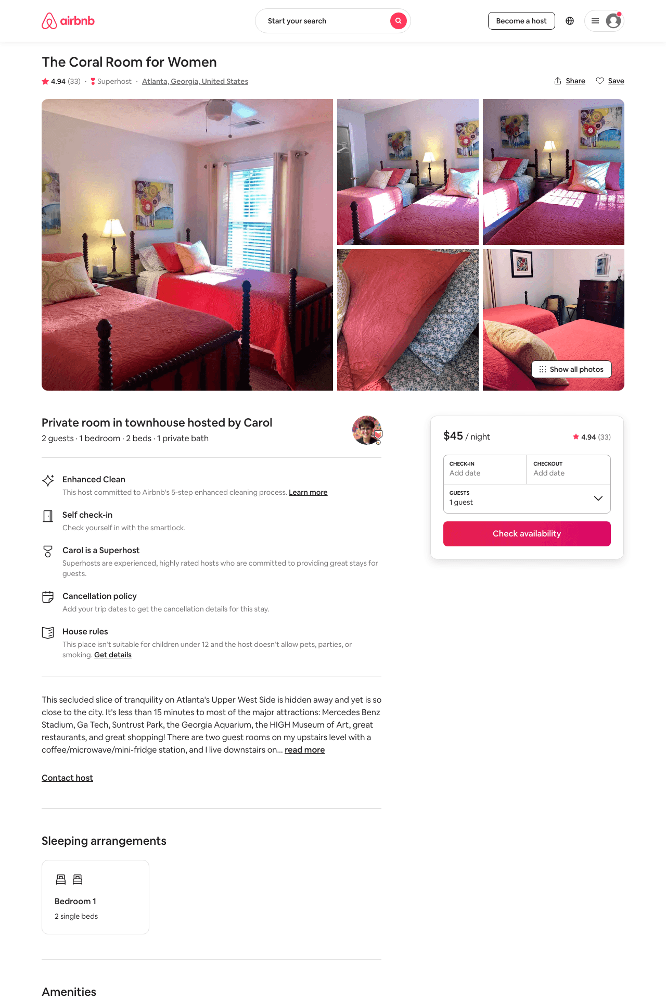 airbnb
Start your search
Become a host
The Coral Room for Women
4.94 (33) · Superhost · Atlanta, Georgia, United States
Share
Save
Show all photos
Private room in townhouse hosted by Carol
2 guests · 1 bedroom · 2 beds · 1 private bath
$45 / night
4.94 (33)
CHECK-IN
Add date
CHECKOUT
Add date
GUESTS
1 guest
Check availability
Enhanced Clean
This host committed to Airbnb's 5-step enhanced cleaning process. Learn more
Self check-in
Check yourself in with the smartlock.
Carol is a Superhost
Superhosts are experienced, highly rated hosts who are committed to providing great stays for
guests.
Cancellation policy
Add your trip dates to get the cancellation details for this stay.
House rules
This place isn’t suitable for children under 12 and the host doesn’t allow pets, parties, or
smoking. Get details
This secluded slice of tranquility on Atlanta's Upper West Side is hidden away and yet is so
close to the city. It's less than 15 minutes to most of the major attractions: Mercedes Benz
Stadium, Ga Tech, Suntrust Park, the Georgia Aquarium, the HIGH Museum of Art, great
restaurants, and great shopping! There are two guest rooms on my upstairs level with a
coffee/microwave/mini-fridge station, and I live downstairs on... read more
Contact host
Sleeping arrangements
Bedroom 1
2 single beds
Amenities